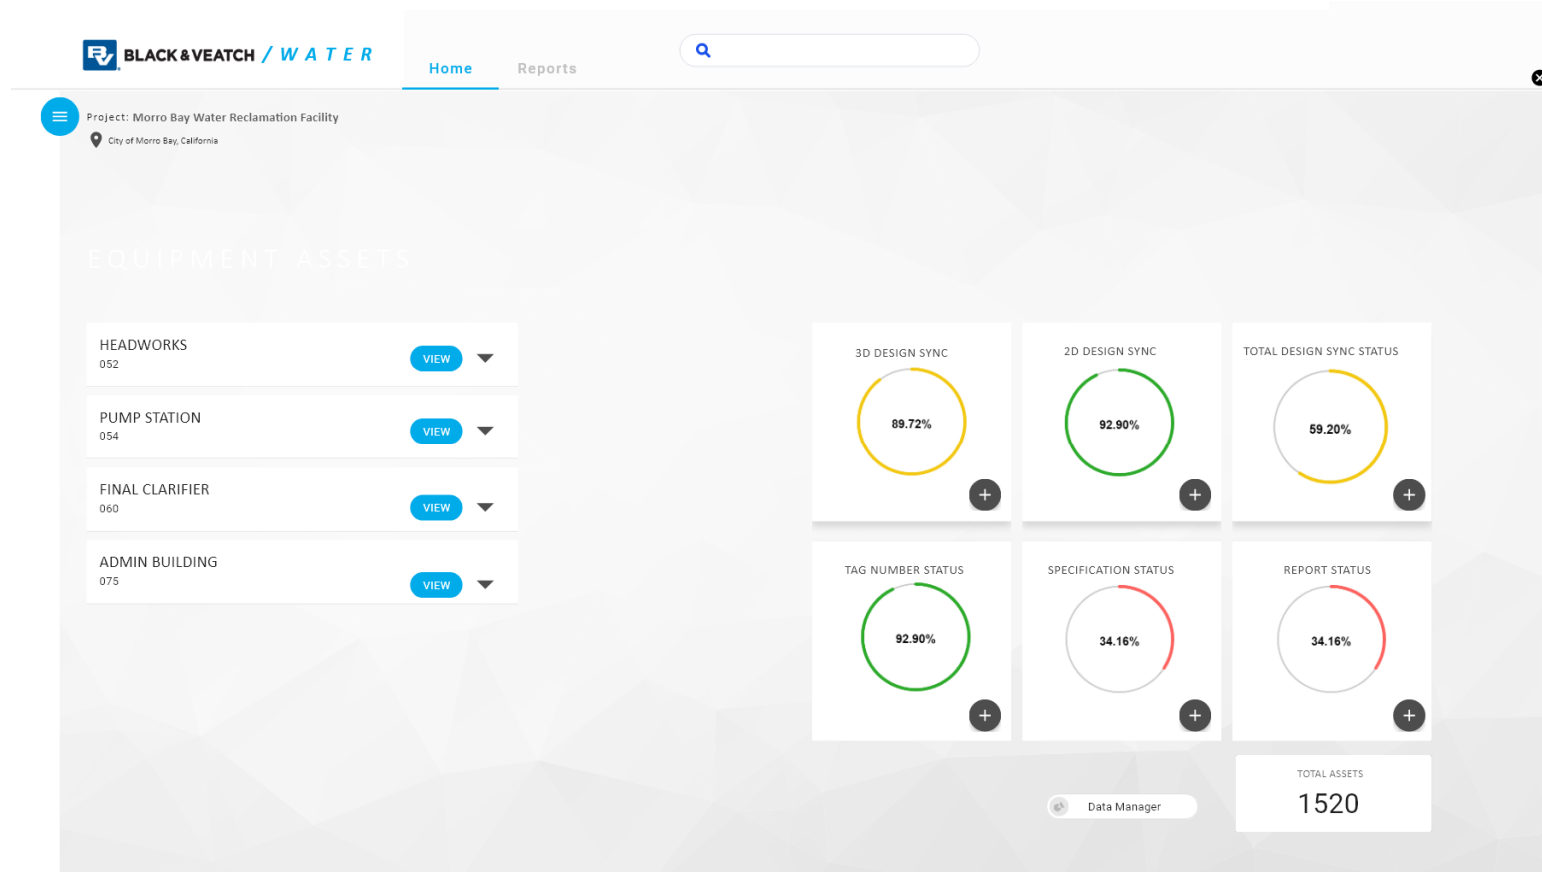 BLACK & VEATCH / WATER
Home
Reports
Project: Morro Bay Water Reclamation Facility
City of Morro Bay, California
EQUIPMENT ASSETS
HEADWORKS
052
VIEW
PUMP STATION
054
VIEW
FINAL CLARIFIER
060
VIEW
ADMIN BUILDING
075
VIEW
3D DESIGN SYNC
89.72%
2D DESIGN SYNC
92.90%
TOTAL DESIGN SYNC STATUS
59.20%
TAG NUMBER STATUS
92.90%
SPECIFICATION STATUS
34.16%
REPORT STATUS
34.16%
Data Manager
TOTAL ASSETS
1520